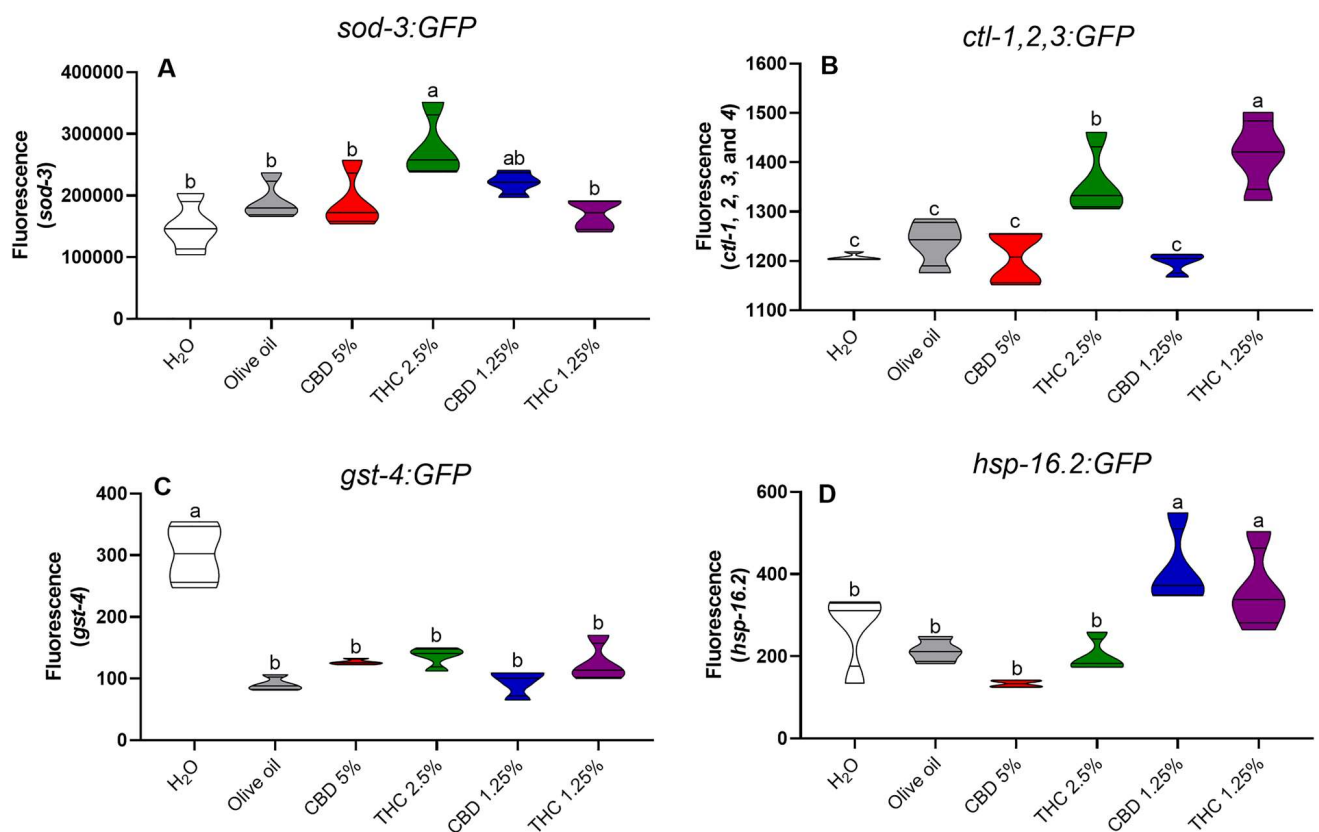 sod-3:GFP
A
Fluorescence
(sod-3)
400000
300000
200000
100000
0
b
b
b
a
ab
b
H₂O
Olive oil
CBD 5%
THC 2.5%
CBD 1.25%
THC 1.25%
ctl-1,2,3:GFP
B
Fluorescence
(ctl-1, 2, 3, and 4)
1600
1500
1400
1300
1200
1100
c
c
c
b
c
a
H₂O
Olive oil
CBD 5%
THC 2.5%
CBD 1.25%
THC 1.25%
gst-4:GFP
C
Fluorescence
(gst-4)
400
300
200
100
0
a
b
b
b
b
b
H₂O
Olive oil
CBD 5%
THC 2.5%
CBD 1.25%
THC 1.25%
hsp-16.2:GFP
D
Fluorescence
(hsp-16.2)
600
400
200
0
b
b
b
b
a
a
H₂O
Olive oil
CBD 5%
THC 2.5%
CBD 1.25%
THC 1.25%